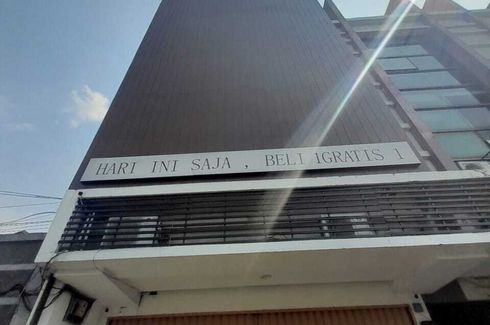 HARI INI SAJA , BELI 1GRATIS 1